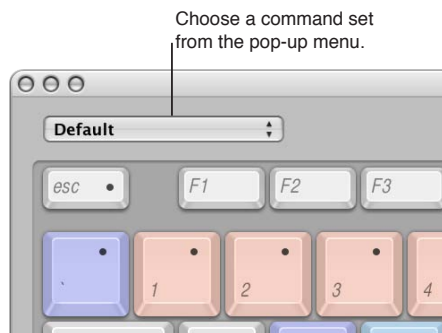 Choose a command set
from the pop-up menu.
Default
esc F1 F2 F3
` 1 2 3 4